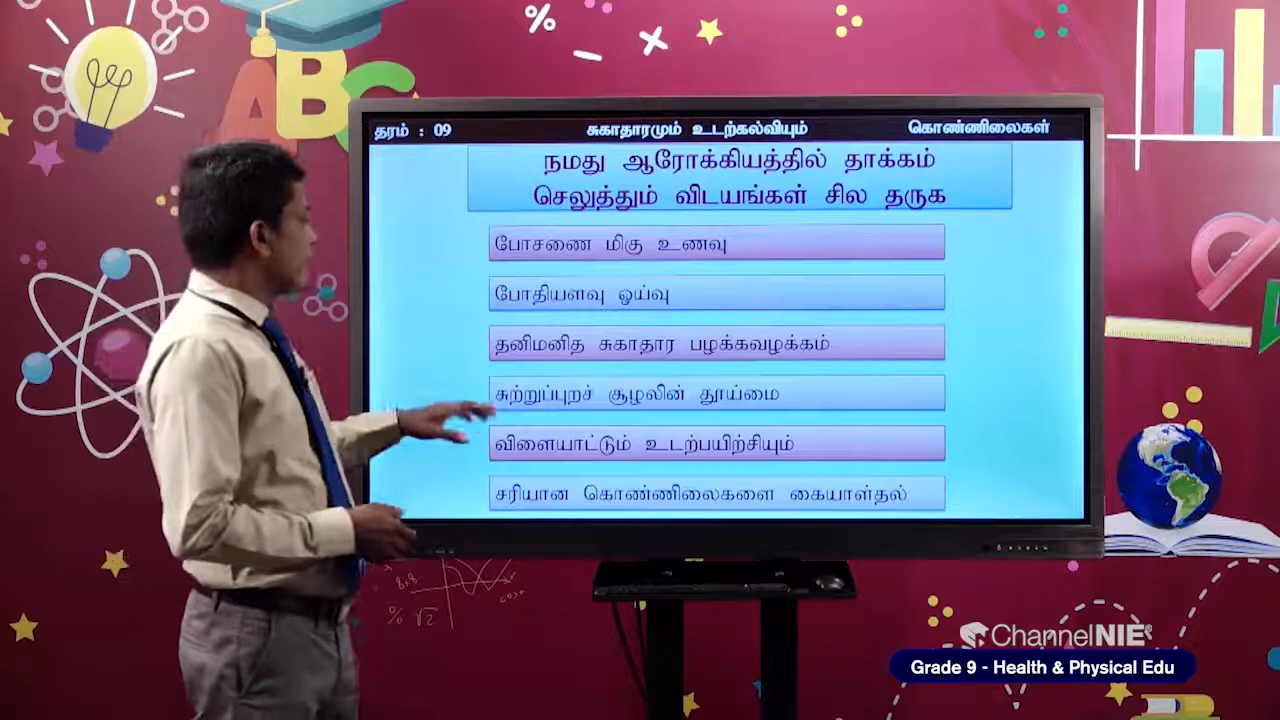 ABC
%
தரம் : 09 சுகாதாரமும் உடற்கல்வியும் கொண்ணிலைகள்
நமது ஆரோக்கியத்தில் தாக்கம்
செலுத்தும் விடயங்கள் சில தருக
போசணை மிகு உணவு
போதியளவு ஓய்வு
தனிமனித சுகாதார பழக்கவழக்கம்
சுற்றுப்புறச் சூழலின் தூய்மை
விளையாட்டும் உடற்பயிற்சியும்
சரியான கொண்ணிலைகளை கையாள்தல்
% √2
ChannelNIE
Grade 9 - Health & Physical Edu